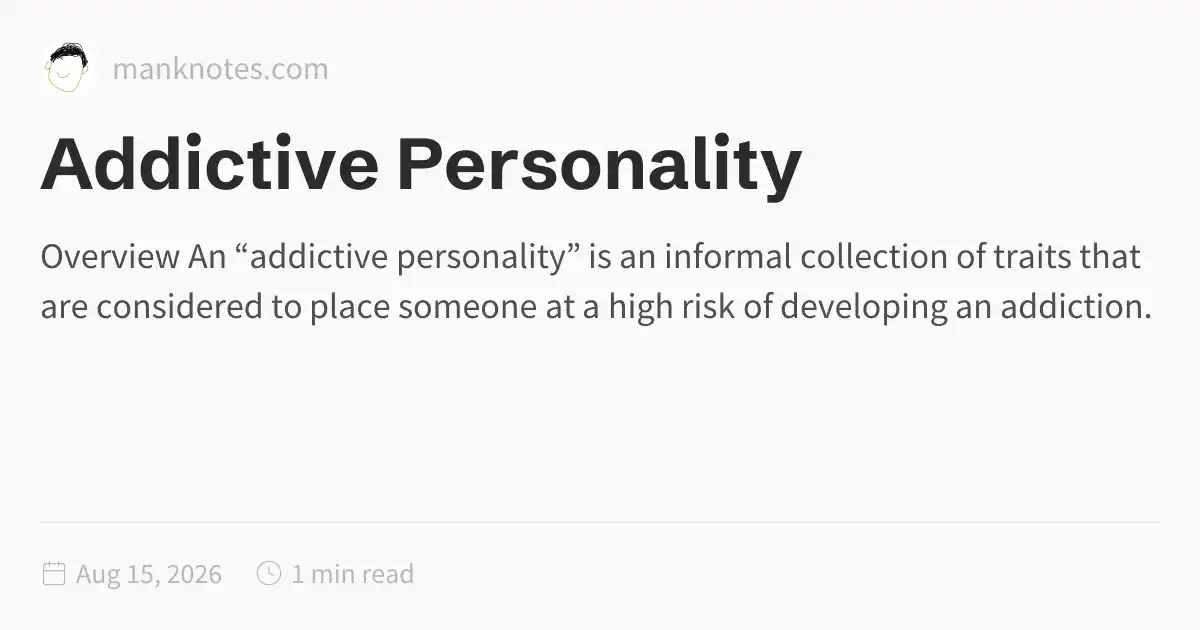 manknotes.com
Addictive Personality
Overview An “addictive personality” is an informal collection of traits that
are considered to place someone at a high risk of developing an addiction.
Aug 15, 2026 1 min read